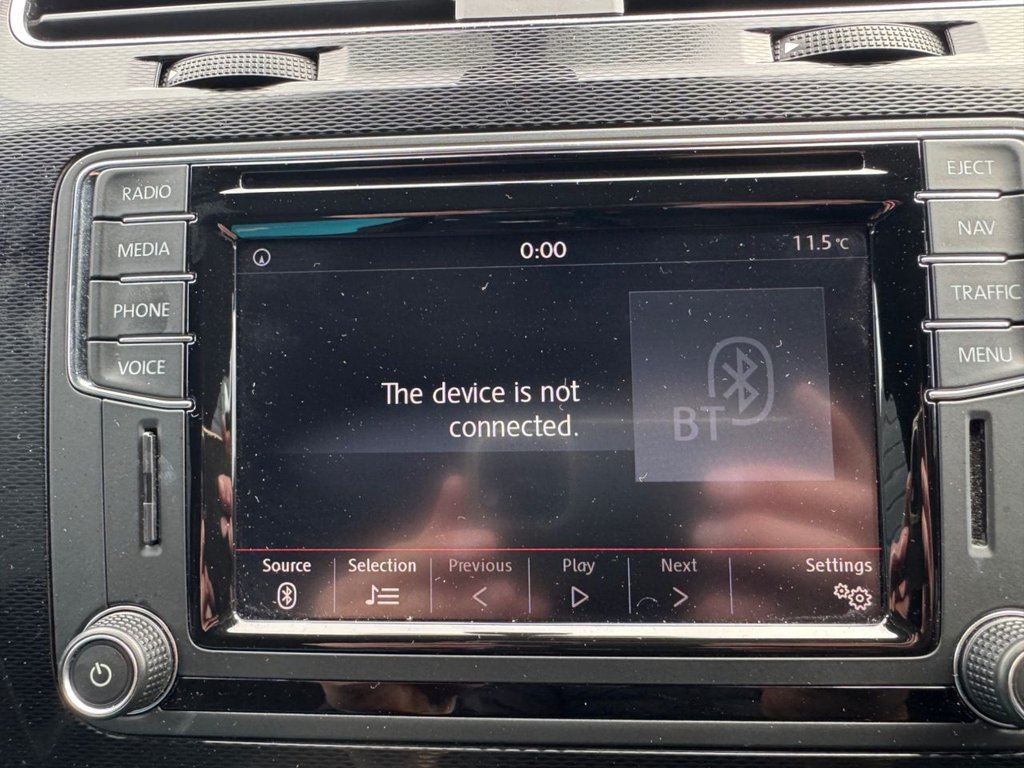 RADIO
MEDIA
PHONE
VOICE
EJECT
NAV
TRAFFIC
MENU
0:00
11.5 °C
The device is not
connected.
BT
Source
Selection
Previous
Play
Next
Settings